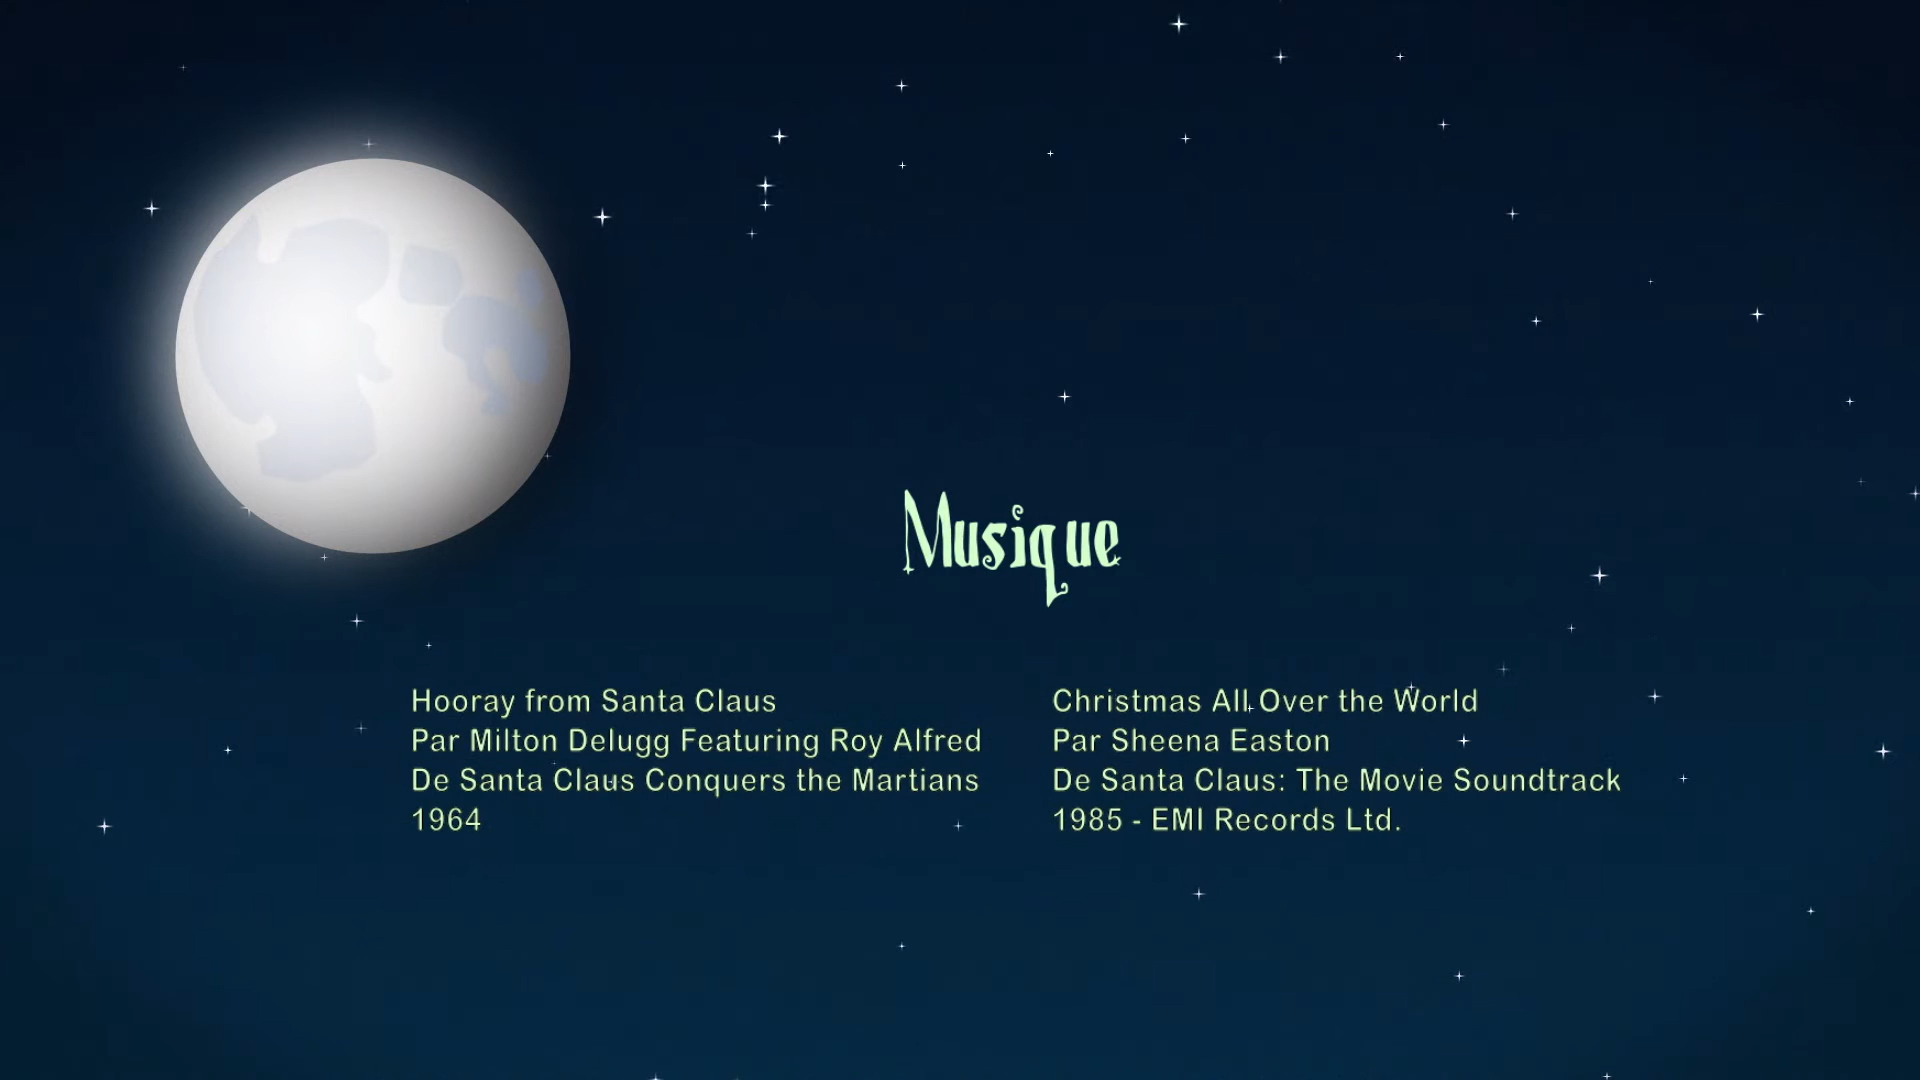 Musique
Hooray from Santa Claus
Par Milton Delugg Featuring Roy Alfred
De Santa Claus Conquers the Martians
1964
Christmas All Over the World
Par Sheena Easton
De Santa Claus: The Movie Soundtrack
1985 - EMI Records Ltd.